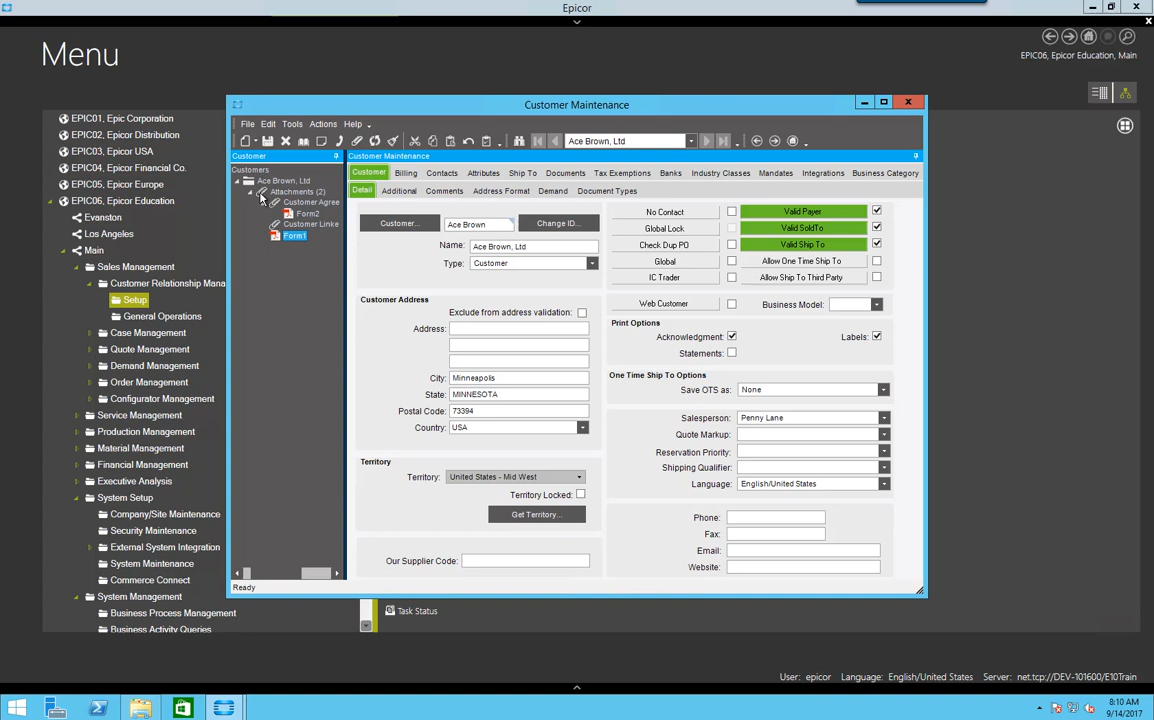 Epicor
Menu
EPIC06, Epicor Education, Main
EPIC01, Epic Corporation
EPIC02, Epicor Distribution
EPIC03, Epicor USA
EPIC04, Epicor Financial Co.
EPIC05, Epicor Europe
EPIC06, Epicor Education
Evanston
Los Angeles
Main
Sales Management
Customer Relationship Mana
Setup
General Operations
Case Management
Quote Management
Demand Management
Order Management
Configurator Management
Service Management
Production Management
Material Management
Financial Management
Executive Analysis
System Setup
Company/Site Maintenance
Security Maintenance
External System Integration
System Maintenance
Commerce Connect
System Management
Business Process Management
Business Activity Queries
Customer Maintenance
File Edit Tools Actions Help
Ace Brown, Ltd
Customer
Customers
Ace Brown, Ltd
Attachments (2)
Customer Agree
Form2
Customer Linke
Form1
Customer Maintenance
Customer Billing Contacts Attributes Ship To Documents Tax Exemptions Banks Industry Classes Mandates Integrations Business Category
Detail Additional Comments Address Format Demand Document Types
Customer... Ace Brown Change ID...
Name: Ace Brown, Ltd
Type: Customer
Customer Address
Exclude from address validation:
Address:
City: Minneapolis
State: MINNESOTA
Postal Code: 73394
Country: USA
Territory
Territory: United States - Mid West
Territory Locked:
Get Territory...
Our Supplier Code:
No Contact Valid Payer
Global Lock Valid SoldTo
Check Dup PO Valid Ship To
Global Allow One Time Ship To
IC Trader Allow Ship To Third Party
Web Customer Business Model:
Print Options
Acknowledgment: Labels:
Statements:
One Time Ship To Options
Save OTS as: None
Salesperson: Penny Lane
Quote Markup:
Reservation Priority:
Shipping Qualifier:
Language: English/United States
Phone:
Fax:
Email:
Website:
Ready
Task Status
User: epicor Language: English/United States Server: net.tcp://DEV-101600/E10Train
8:10 AM
9/14/2017